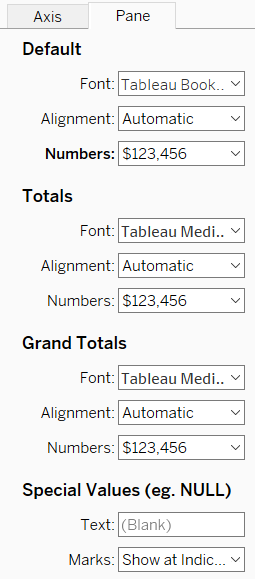 Axis Pane
Default
Font: Tableau Book..
Alignment: Automatic
Numbers: $123,456
Totals
Font: Tableau Medi..
Alignment: Automatic
Numbers: $123,456
Grand Totals
Font: Tableau Medi..
Alignment: Automatic
Numbers: $123,456
Special Values (eg. NULL)
Text: (Blank)
Marks: Show at Indic...